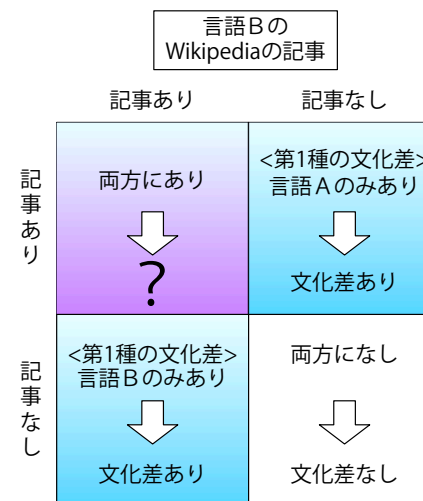 言語Bの
Wikipediaの記事
記事あり
記事なし
記事あり
両方にあり
?
<第1種の文化差>
言語Aのみあり
文化差あり
記事なし
<第1種の文化差>
言語Bのみあり
文化差あり
両方になし
文化差なし